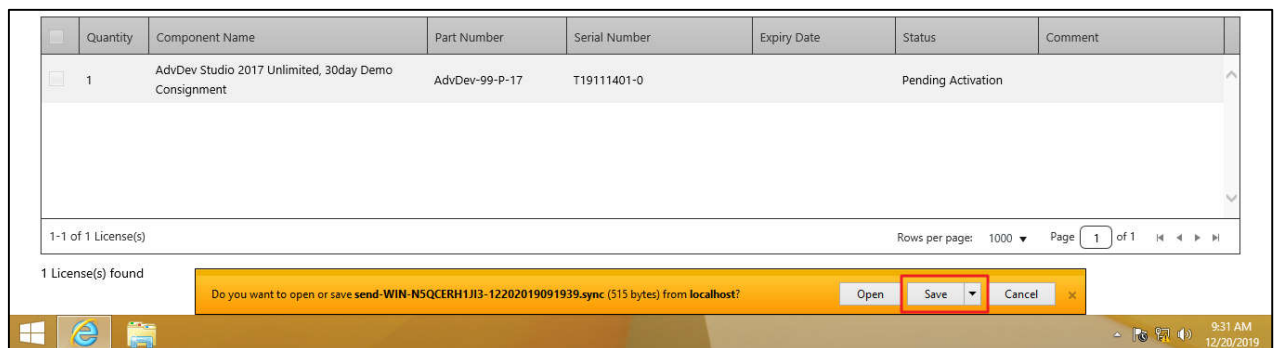 Quantity Component Name Part Number Serial Number Expiry Date Status Comment
1 AdvDev Studio 2017 Unlimited, 30day Demo Consignment AdvDev-99-P-17 T19111401-0 Pending Activation
1-1 of 1 License(s) Rows per page: 1000 Page 1 of 1
1 License(s) found
Do you want to open or save send-WIN-N5QCERH1JI3-12202019091939.sync (515 bytes) from localhost? Open Save Cancel
9:31 AM
12/20/2019